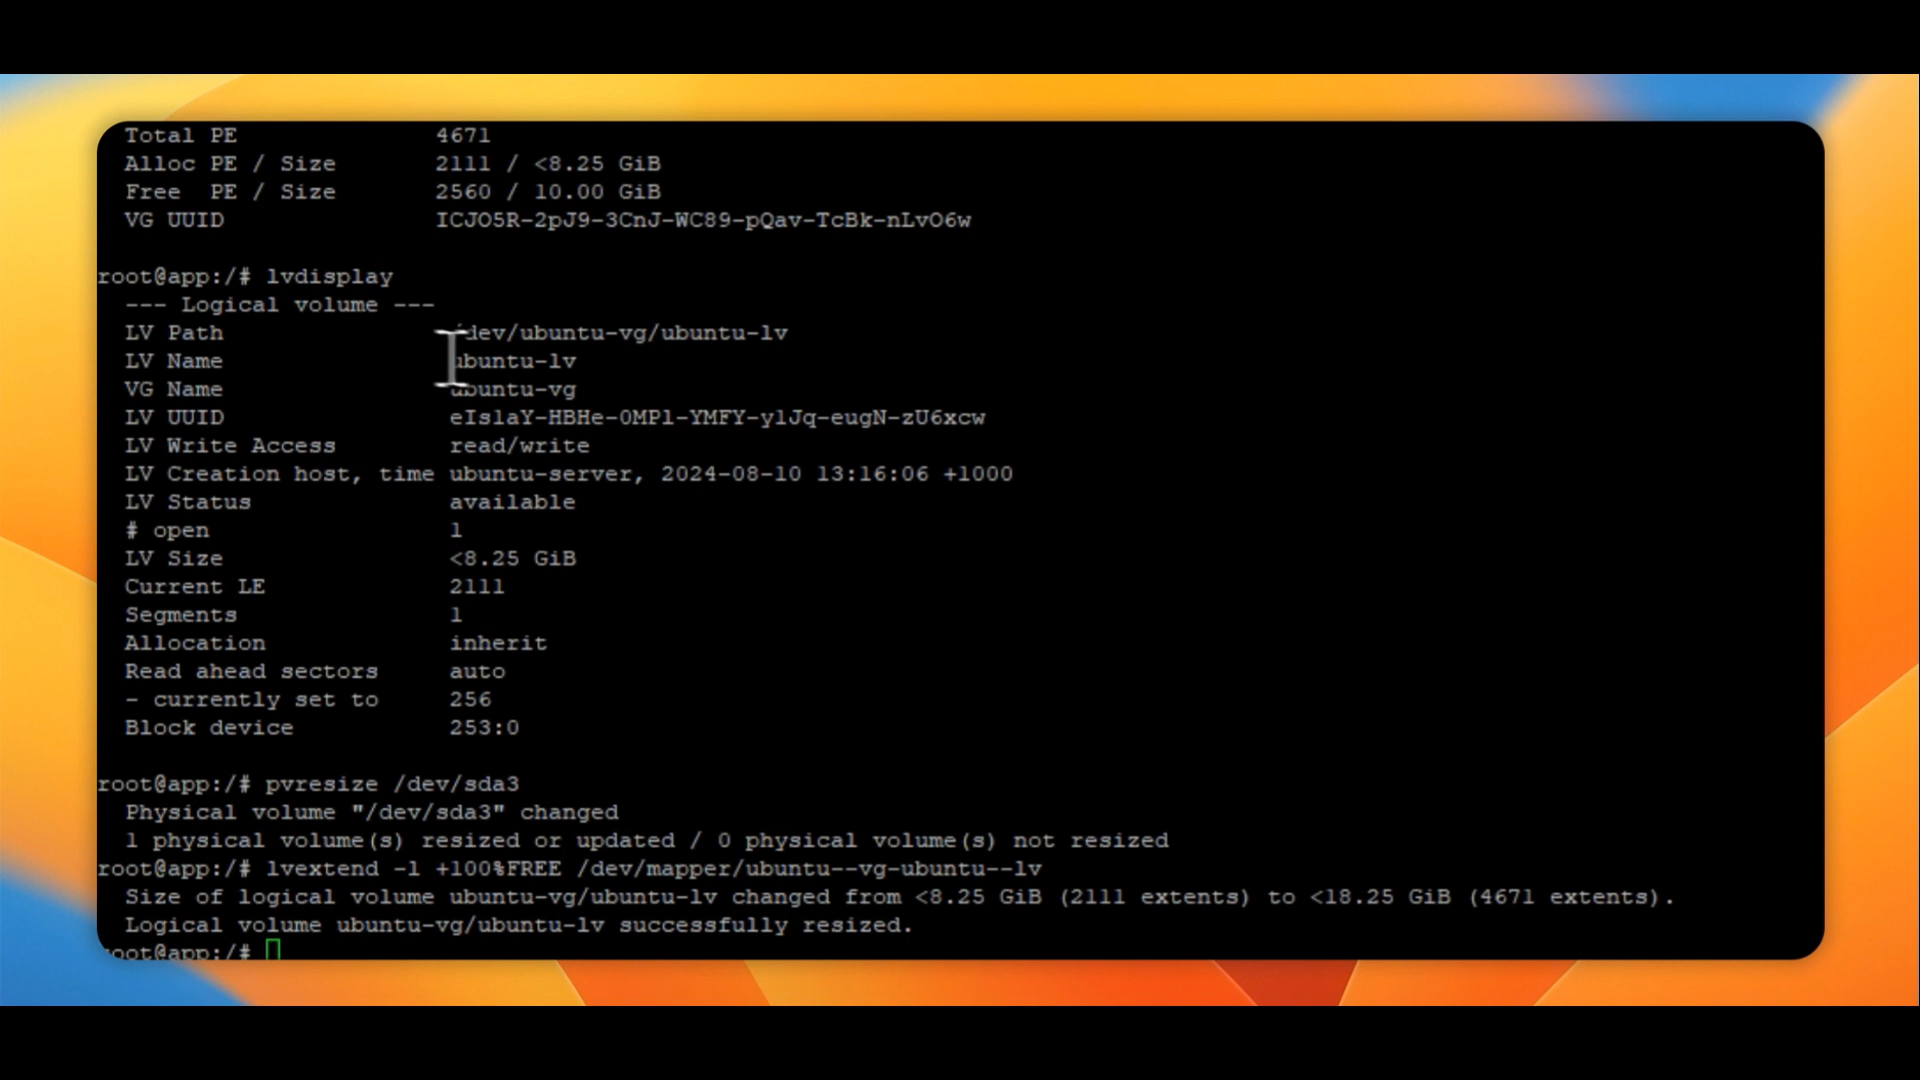 Total PE 4671
Alloc PE / Size 2111 / <8.25 GiB
Free PE / Size 2560 / 10.00 GiB
VG UUID ICJO5R-2pJ9-3CnJ-WC89-pQav-TcBk-nLvO6w
root@app:/# lvdisplay
--- Logical volume ---
LV Path /dev/ubuntu-vg/ubuntu-lv
LV Name ubuntu-lv
VG Name ubuntu-vg
LV UUID eIslaY-HBHe-0MPl-YMFY-ylJq-eugN-zU6xcw
LV Write Access read/write
LV Creation host, time ubuntu-server, 2024-08-10 13:16:06 +1000
LV Status available
# open 1
LV Size <8.25 GiB
Current LE 2111
Segments 1
Allocation inherit
Read ahead sectors auto
- currently set to 256
Block device 253:0
root@app:/# pvresize /dev/sda3
Physical volume "/dev/sda3" changed
1 physical volume(s) resized or updated / 0 physical volume(s) not resized
root@app:/# lvextend -l +100%FREE /dev/mapper/ubuntu--vg-ubuntu--lv
Size of logical volume ubuntu-vg/ubuntu-lv changed from <8.25 GiB (2111 extents) to <18.25 GiB (4671 extents).
Logical volume ubuntu-vg/ubuntu-lv successfully resized.
root@app:/#